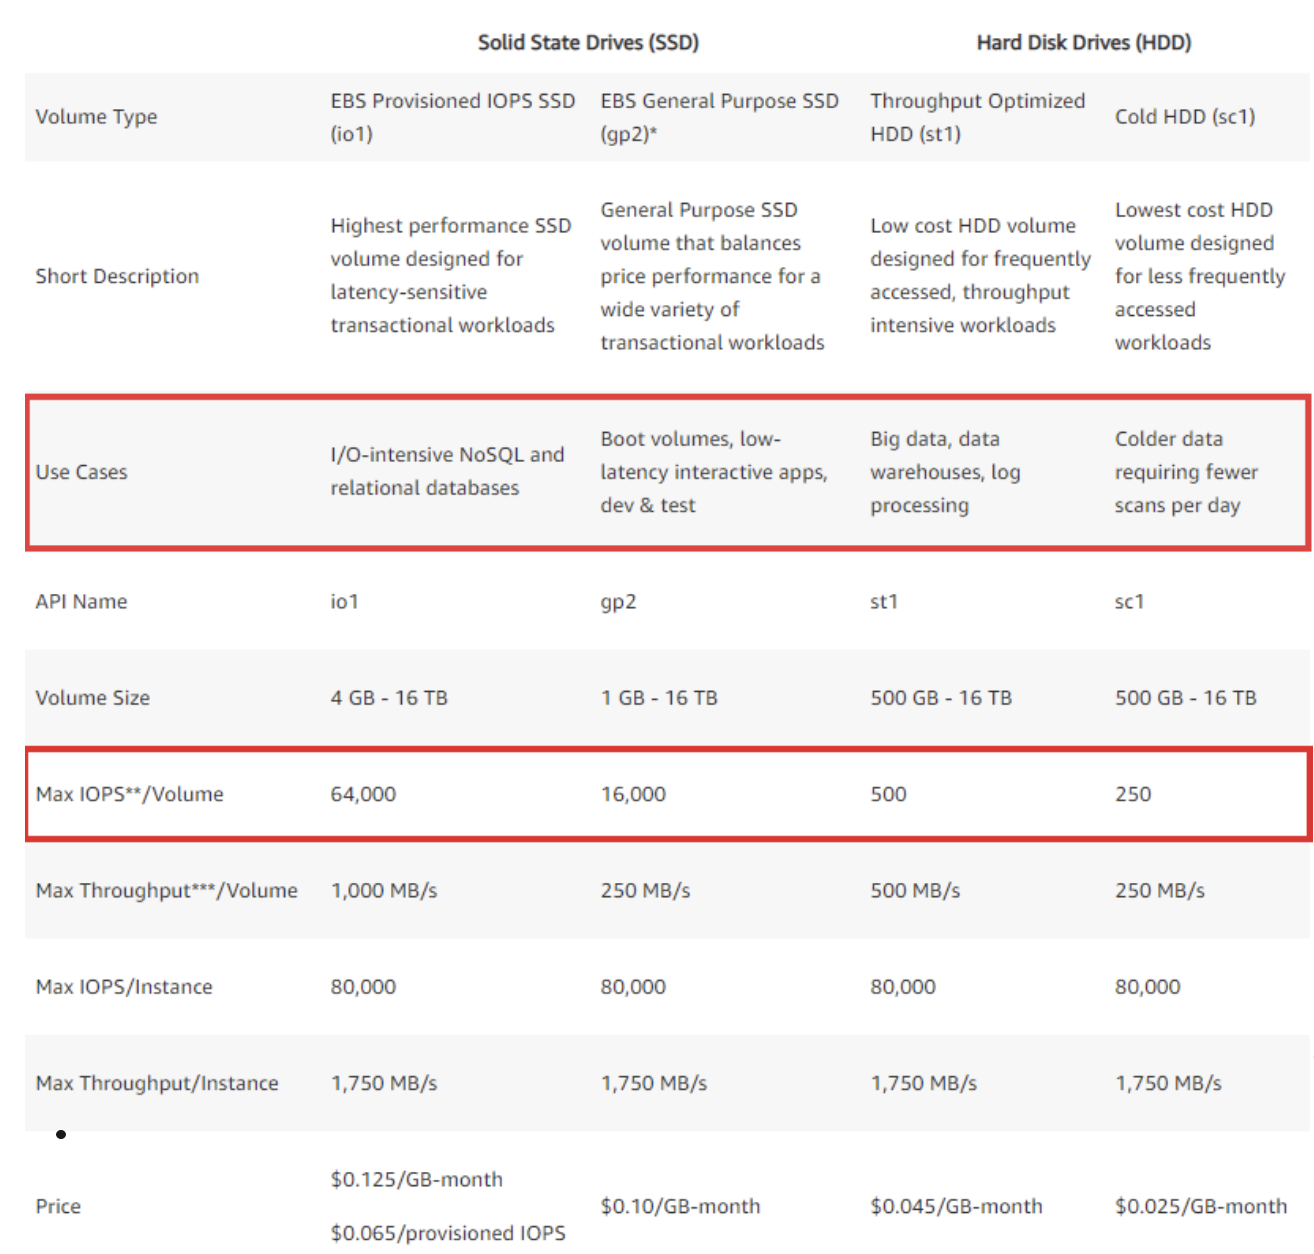 Solid State Drives (SSD) Hard Disk Drives (HDD)
Volume Type
EBS Provisioned IOPS SSD
(io1)
EBS General Purpose SSD
(gp2)*
Throughput Optimized
HDD (st1)
Cold HDD (sc1)
Short Description
Highest performance SSD
volume designed for
latency-sensitive
transactional workloads
General Purpose SSD
volume that balances
price performance for a
wide variety of
transactional workloads
Low cost HDD volume
designed for frequently
accessed, throughput
intensive workloads
Lowest cost HDD
volume designed
for less frequently
accessed
workloads
Use Cases
I/O-intensive NoSQL and
relational databases
Boot volumes, low-
latency interactive apps,
dev & test
Big data, data
warehouses, log
processing
Colder data
requiring fewer
scans per day
API Name io1 gp2 st1 sc1
Volume Size 4 GB - 16 TB 1 GB - 16 TB 500 GB - 16 TB 500 GB - 16 TB
Max IOPS**/Volume 64,000 16,000 500 250
Max Throughput***/Volume 1,000 MB/s 250 MB/s 500 MB/s 250 MB/s
Max IOPS/Instance 80,000 80,000 80,000 80,000
Max Throughput/Instance 1,750 MB/s 1,750 MB/s 1,750 MB/s 1,750 MB/s
Price
$0.125/GB-month
$0.065/provisioned IOPS
$0.10/GB-month
$0.045/GB-month
$0.025/GB-month